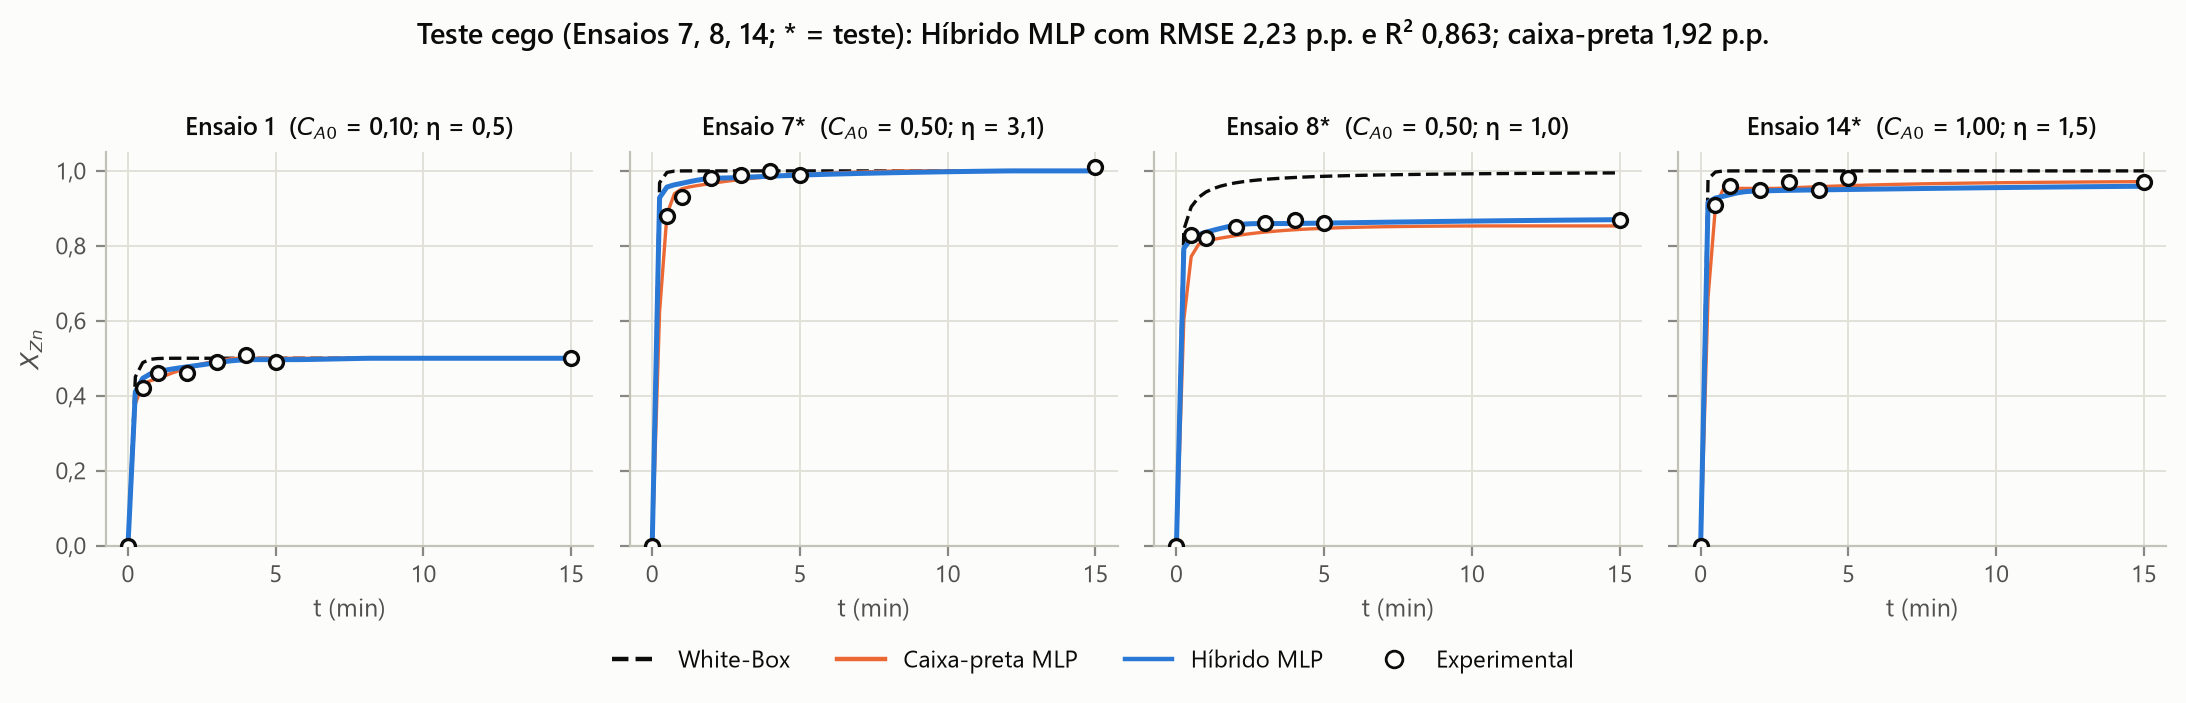 Teste cego (Ensaios 7, 8, 14; * = teste): Híbrido MLP com RMSE 2,23 p.p. e R² 0,863; caixa-preta 1,92 p.p.
Ensaio 1 (C_A0 = 0,10; η = 0,5)
Ensaio 7* (C_A0 = 0,50; η = 3,1)
Ensaio 8* (C_A0 = 0,50; η = 1,0)
Ensaio 14* (C_A0 = 1,00; η = 1,5)
X_Zn
1,0
0,8
0,6
0,4
0,2
0,0
0 5 10 15
0 5 10 15
0 5 10 15
0 5 10 15
t (min)
t (min)
t (min)
t (min)
White-Box
Caixa-preta MLP
Híbrido MLP
Experimental